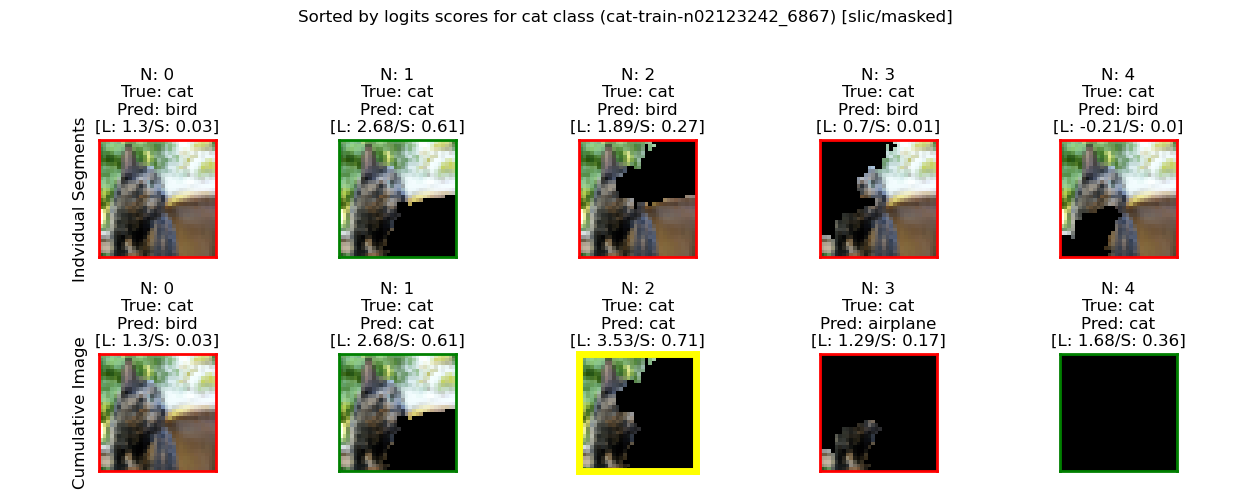 Sorted by logits scores for cat class (cat-train-n02123242_6867) [slic/masked]
Indvidual Segments
N: 0
True: cat
Pred: bird
[L: 1.3/S: 0.03]
N: 1
True: cat
Pred: cat
[L: 2.68/S: 0.61]
N: 2
True: cat
Pred: bird
[L: 1.89/S: 0.27]
N: 3
True: cat
Pred: bird
[L: 0.7/S: 0.01]
N: 4
True: cat
Pred: bird
[L: -0.21/S: 0.0]
Cumulative Image
N: 0
True: cat
Pred: bird
[L: 1.3/S: 0.03]
N: 1
True: cat
Pred: cat
[L: 2.68/S: 0.61]
N: 2
True: cat
Pred: cat
[L: 3.53/S: 0.71]
N: 3
True: cat
Pred: airplane
[L: 1.29/S: 0.17]
N: 4
True: cat
Pred: cat
[L: 1.68/S: 0.36]